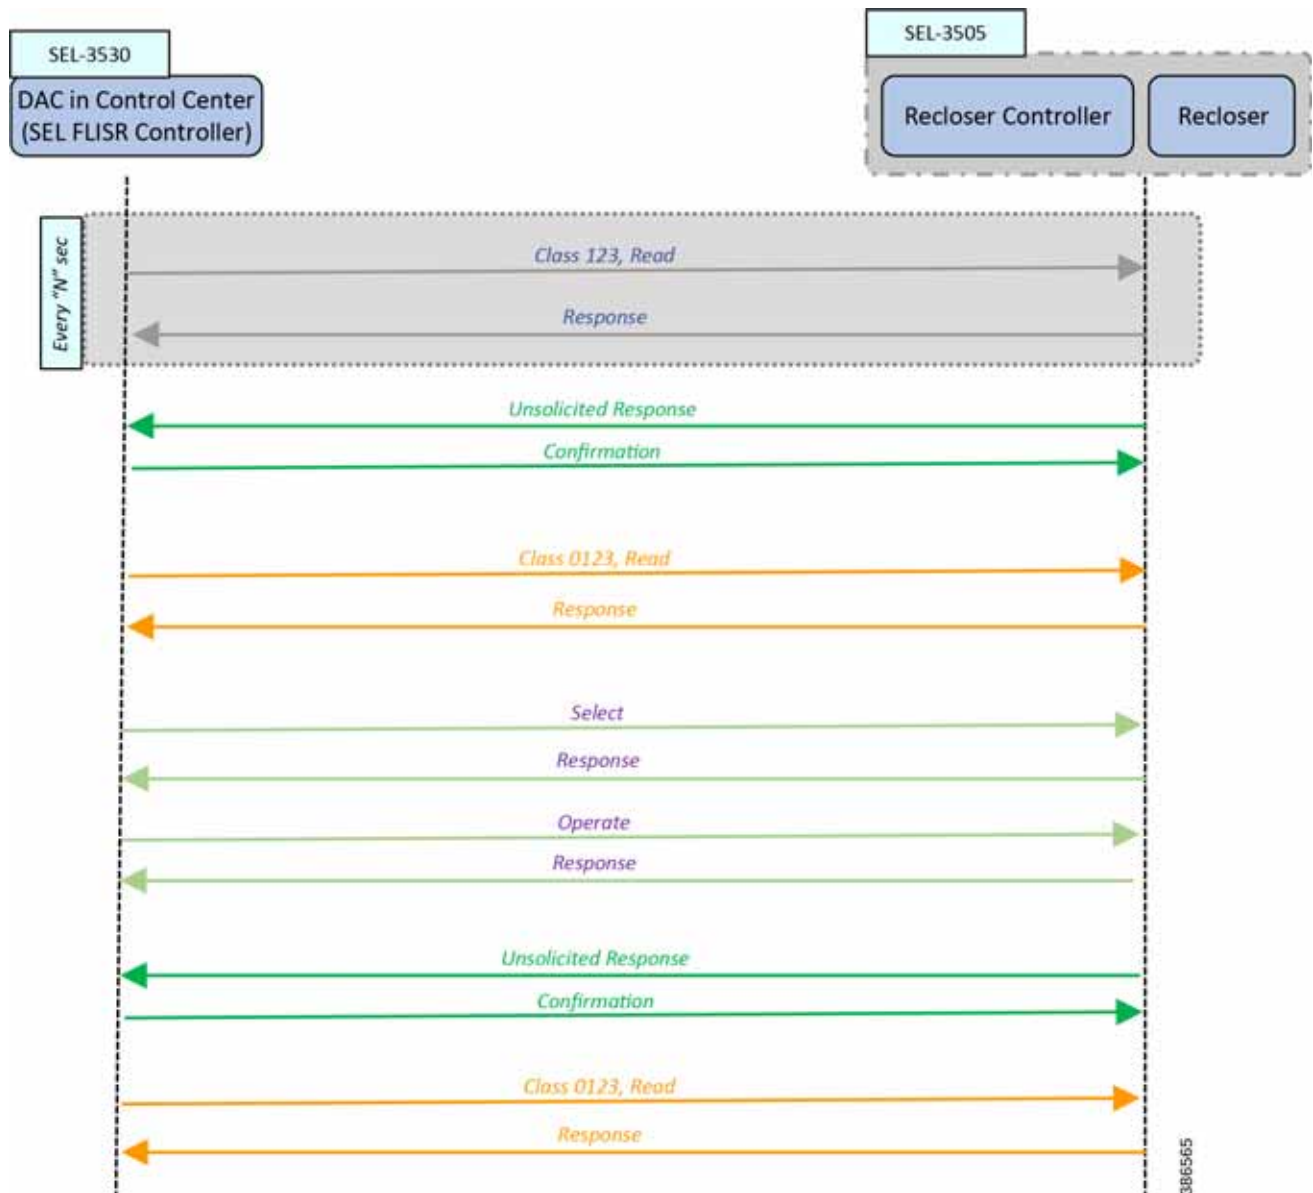 SEL-3530
DAC in Control Center
(SEL FLISR Controller)
SEL-3505
Recloser Controller
Recloser
Every "N" sec
Class 123, Read
Response
Unsolicited Response
Confirmation
Class 0123, Read
Response
Select
Response
Operate
Response
Unsolicited Response
Confirmation
Class 0123, Read
Response
386565